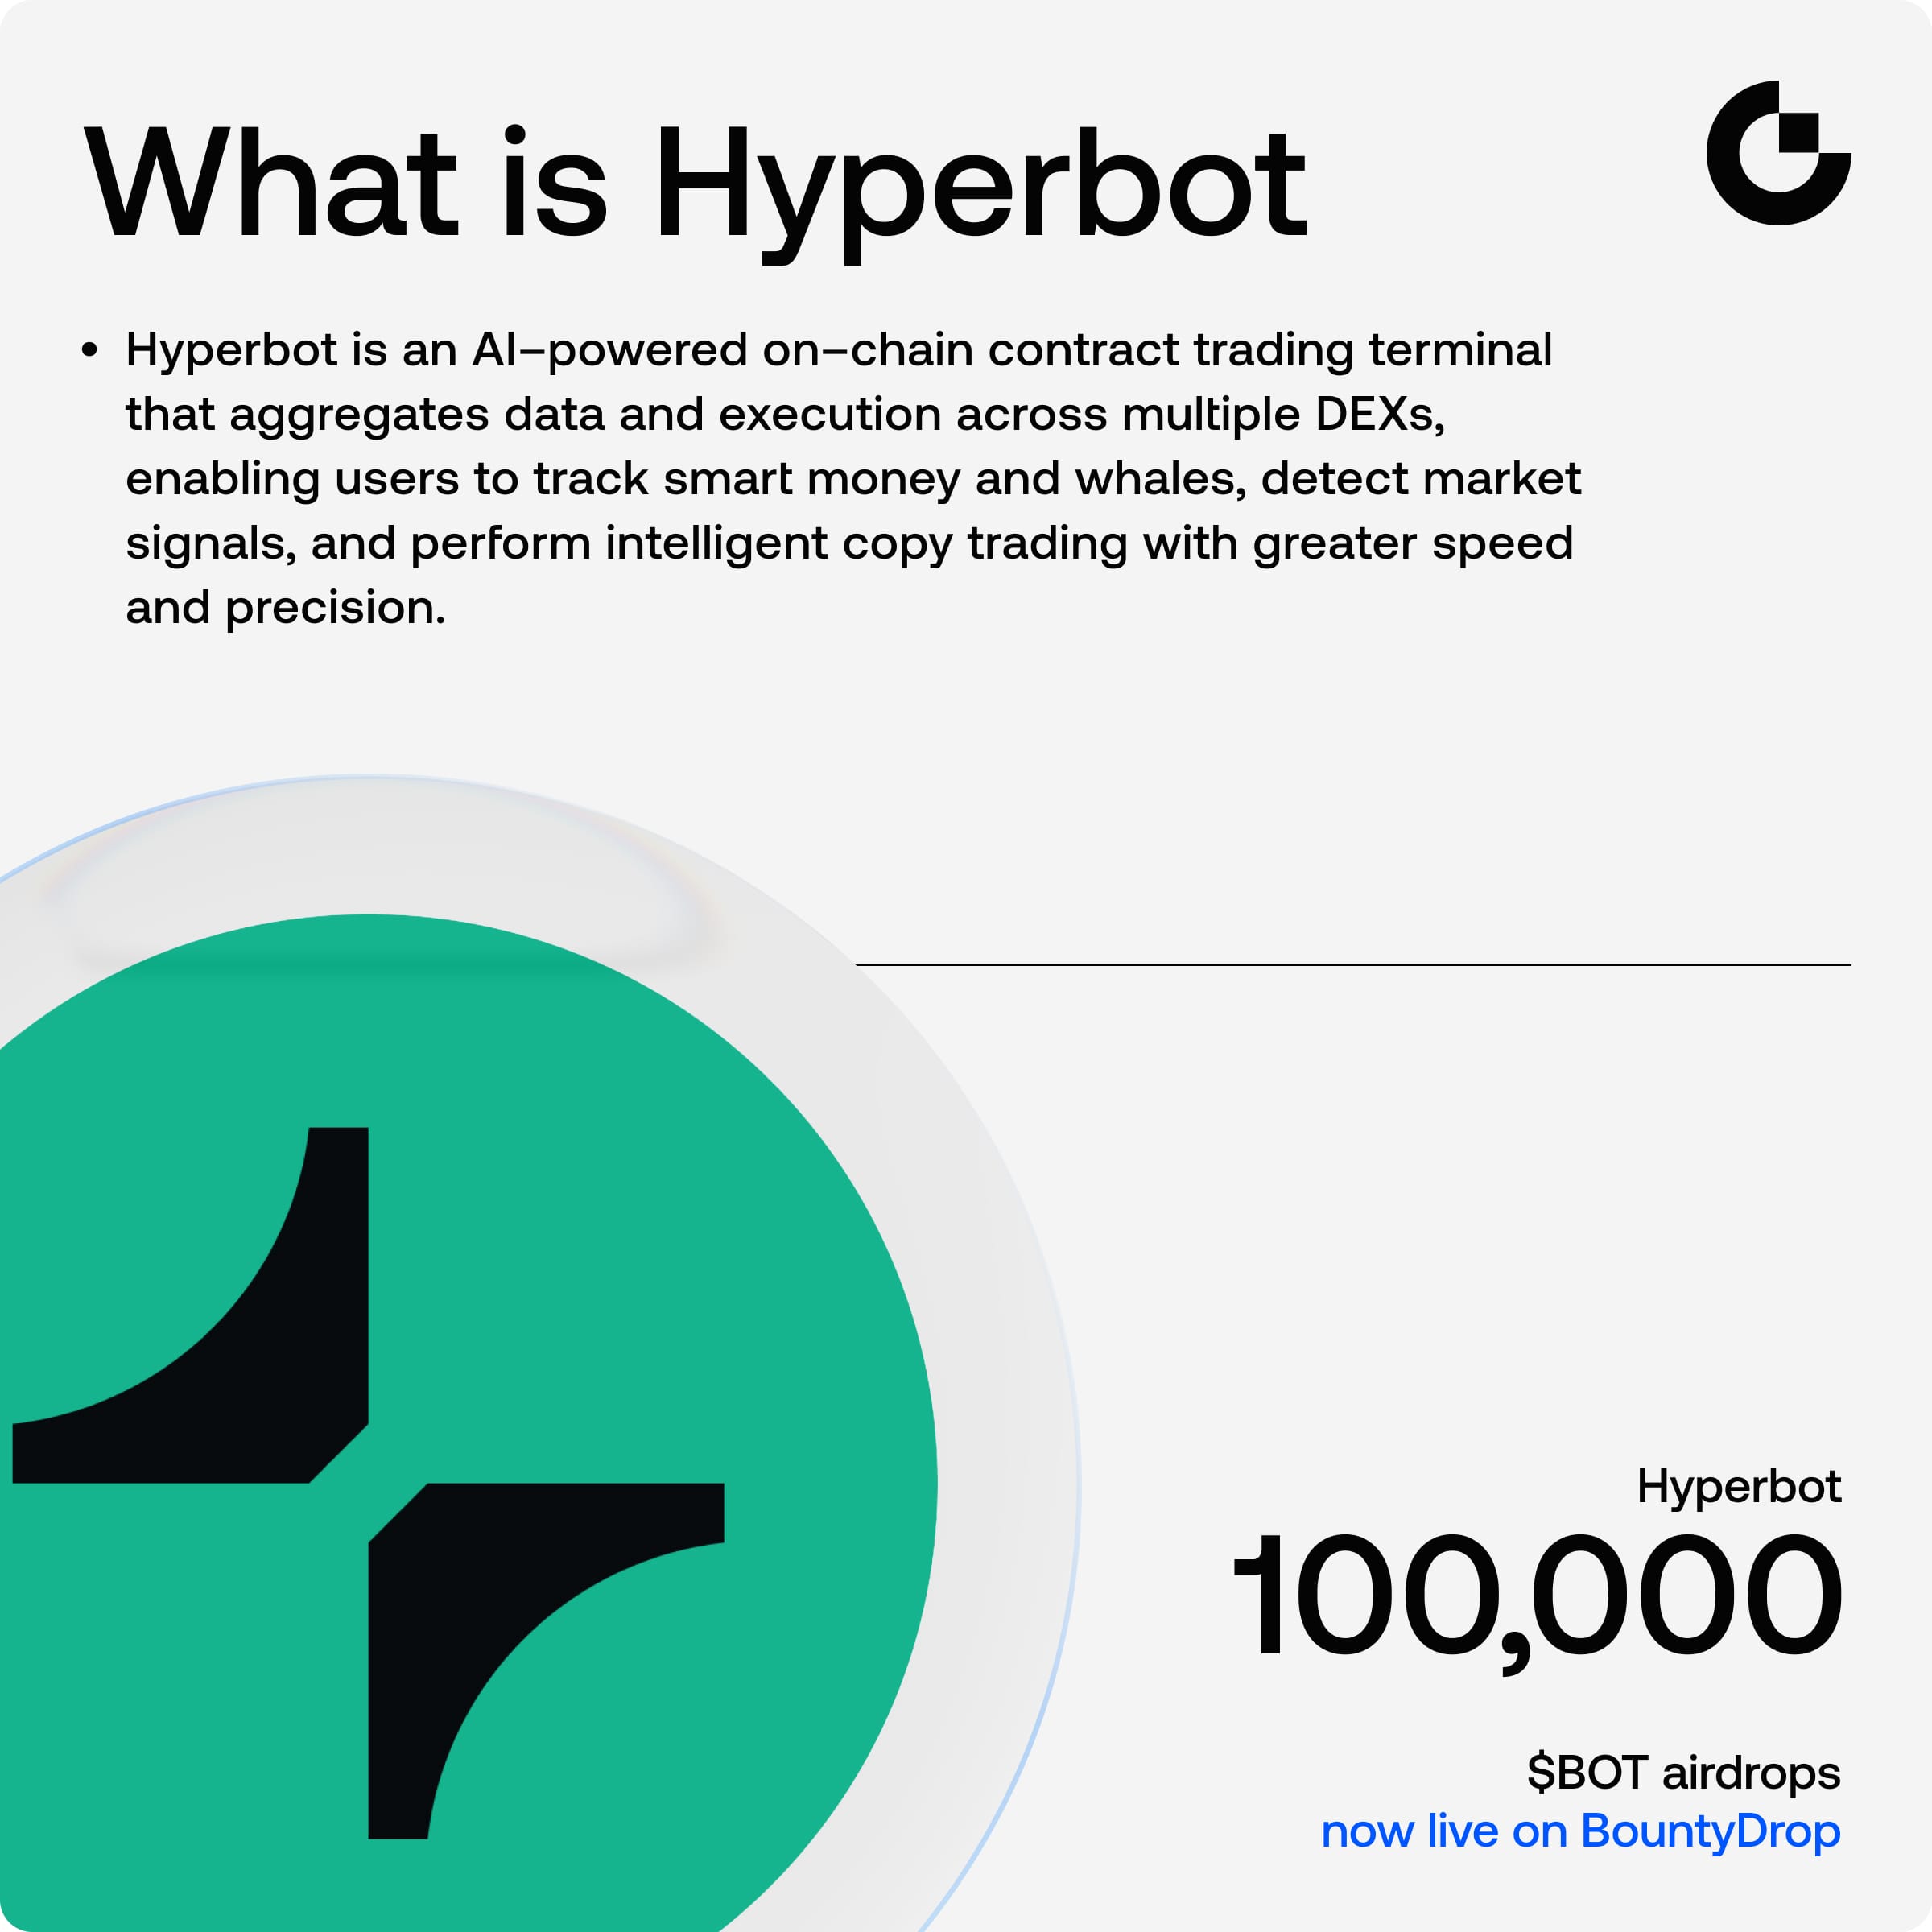 What is Hyperbot
• Hyperbot is an AI–powered on–chain contract trading terminal
that aggregates data and execution across multiple DEXs,
enabling users to track smart money and whales, detect market
signals, and perform intelligent copy trading with greater speed
and precision.
Hyperbot
100,000
$BOT airdrops
now live on BountyDrop